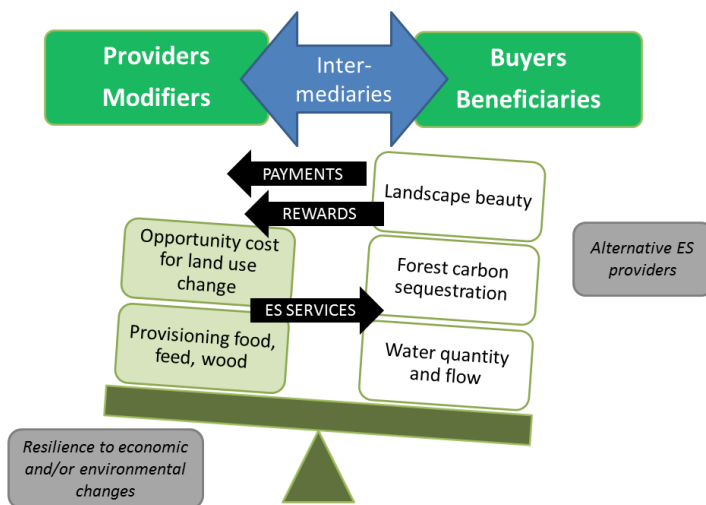 Providers
Modifiers
Inter-
mediaries
Buyers
Beneficiaries
PAYMENTS
REWARDS
Landscape beauty
Opportunity cost
for land use
change
Forest carbon
sequestration
Alternative ES
providers
ES SERVICES
Provisioning food,
feed, wood
Water quantity
and flow
Resilience to economic
and/or environmental
changes